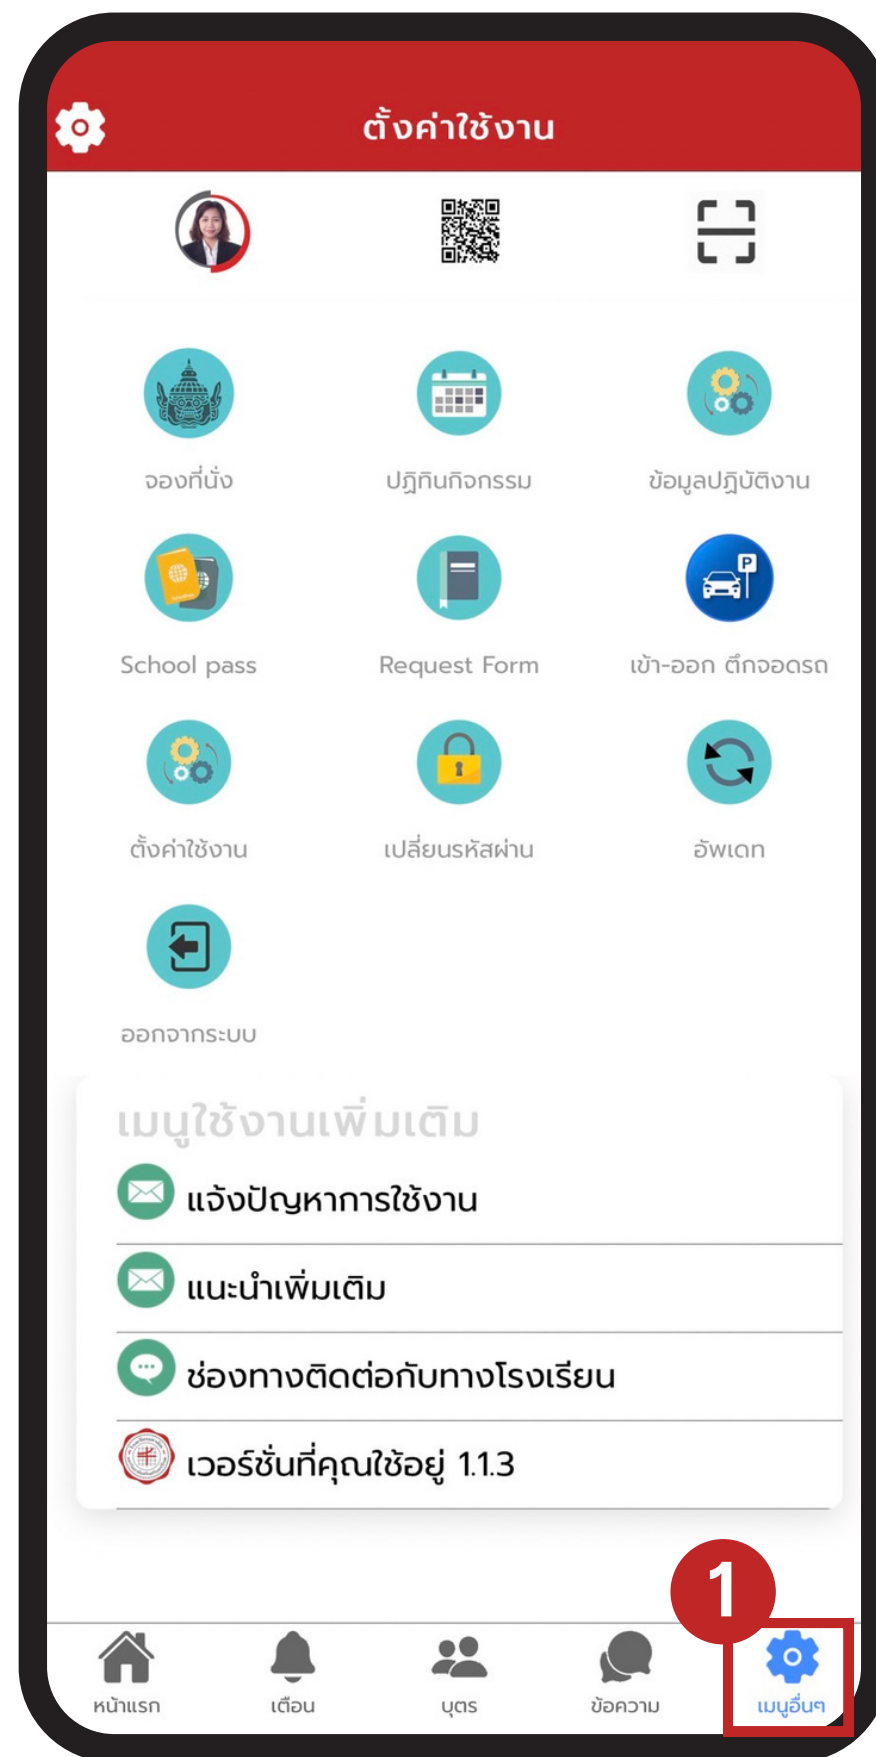 ตั้งค่าใช้งาน
จองที่นั่ง
ปฏิทินกิจกรรม
ข้อมูลปฏิบัติงาน
P
School pass
Request Form
เข้า-ออก ตึกจอดรถ
ตั้งค่าใช้งาน
เปลี่ยนรหัสผ่าน
อัพเดท
ออกจากระบบ
เมนูใช้งานเพิ่มเติม
แจ้งปัญหาการใช้งาน
แนะนำเพิ่มเติม
ช่องทางติดต่อกับทางโรงเรียน
เวอร์ชั่นที่คุณใช้อยู่ 1.1.3
1
หน้าแรก
เตือน
บุตร
ข้อความ
เมนูอื่นๆ